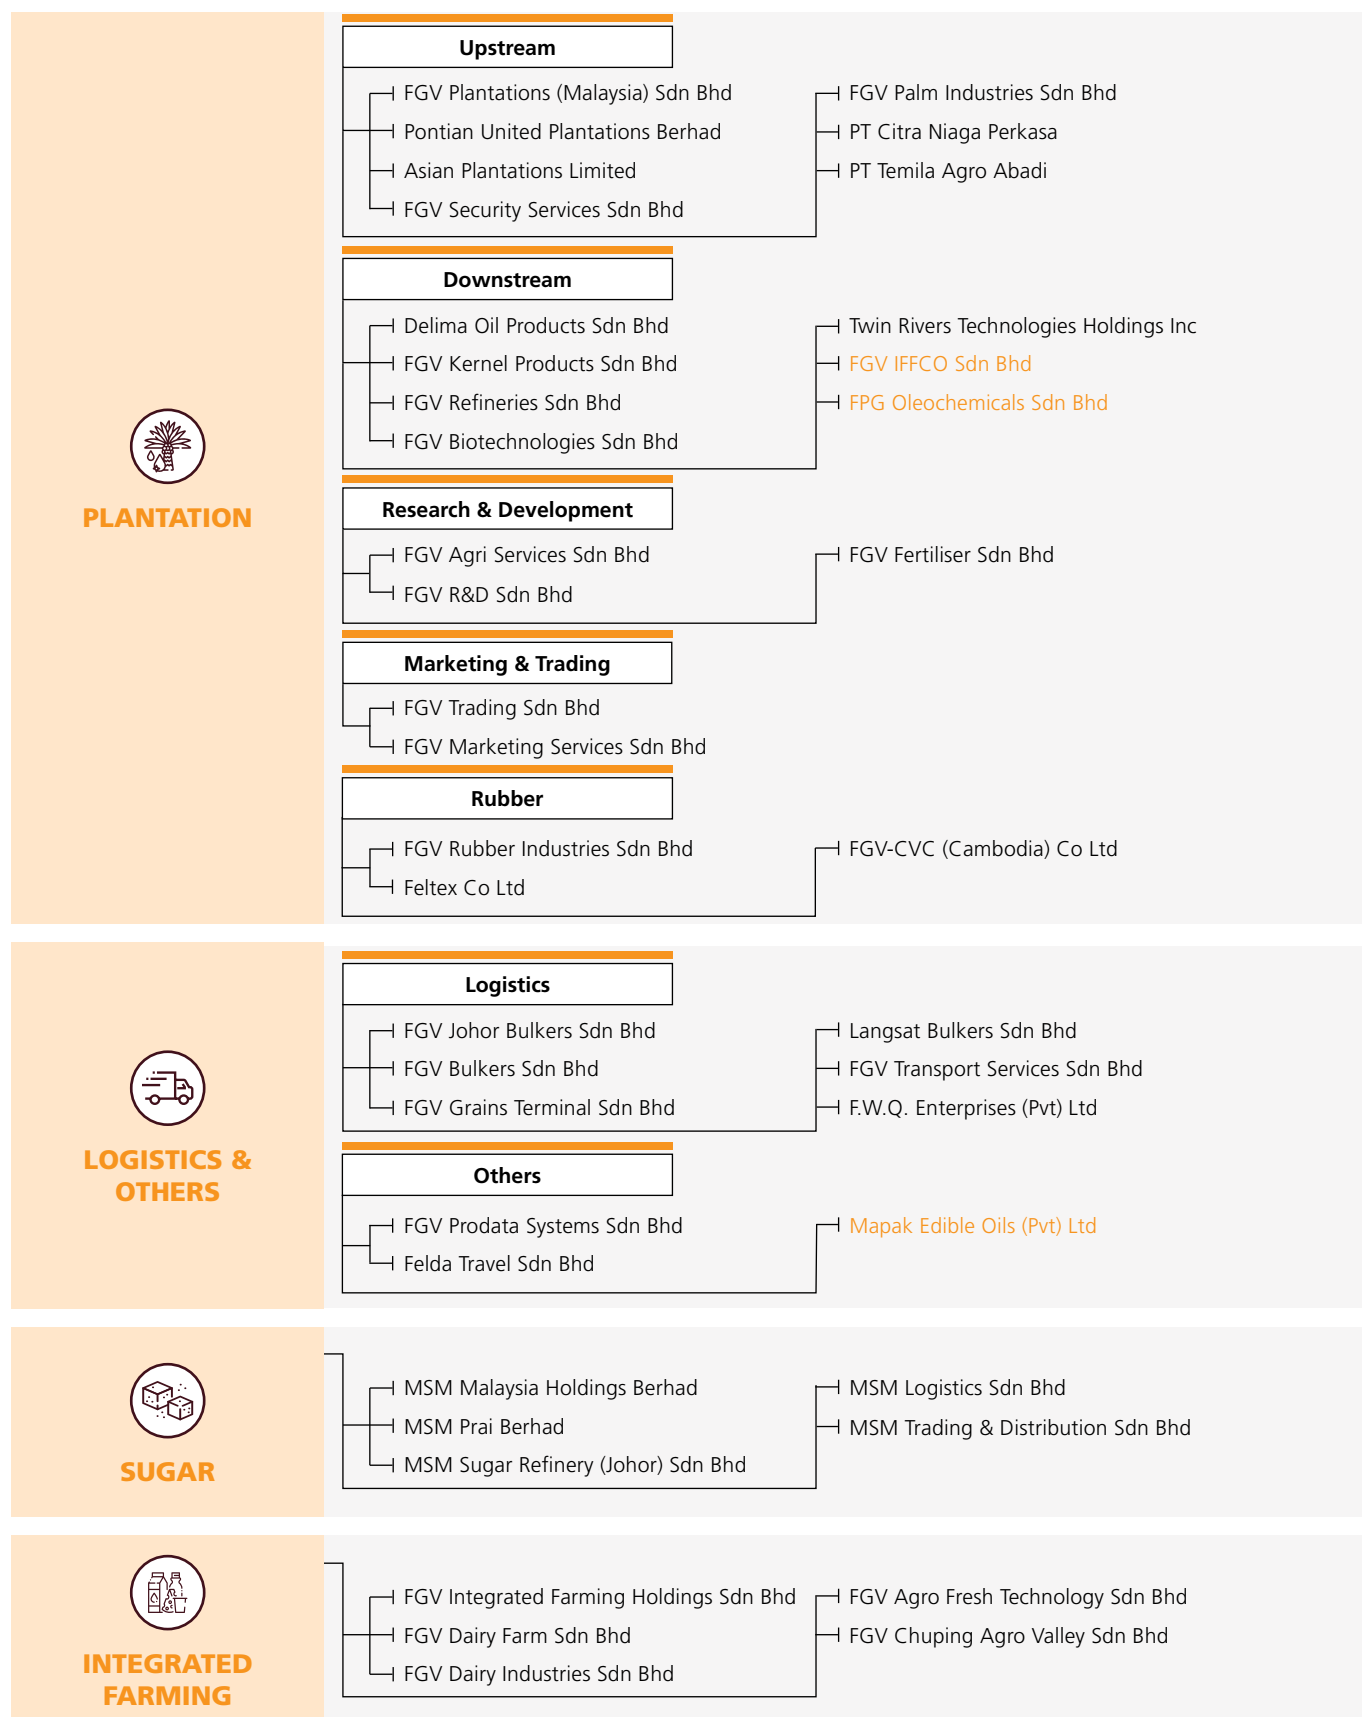 PLANTATION
Upstream
FGV Plantations (Malaysia) Sdn Bhd
Pontian United Plantations Berhad
Asian Plantations Limited
FGV Security Services Sdn Bhd
FGV Palm Industries Sdn Bhd
PT Citra Niaga Perkasa
PT Temila Agro Abadi
Downstream
Delima Oil Products Sdn Bhd
FGV Kernel Products Sdn Bhd
FGV Refineries Sdn Bhd
FGV Biotechnologies Sdn Bhd
Twin Rivers Technologies Holdings Inc
FGV IFFCO Sdn Bhd
FPG Oleochemicals Sdn Bhd
Research & Development
FGV Agri Services Sdn Bhd
FGV R&D Sdn Bhd
FGV Fertiliser Sdn Bhd
Marketing & Trading
FGV Trading Sdn Bhd
FGV Marketing Services Sdn Bhd
Rubber
FGV Rubber Industries Sdn Bhd
Feltex Co Ltd
FGV-CVC (Cambodia) Co Ltd
LOGISTICS &
OTHERS
Logistics
FGV Johor Bulkers Sdn Bhd
FGV Bulkers Sdn Bhd
FGV Grains Terminal Sdn Bhd
Langsat Bulkers Sdn Bhd
FGV Transport Services Sdn Bhd
F.W.Q. Enterprises (Pvt) Ltd
Others
FGV Prodata Systems Sdn Bhd
Felda Travel Sdn Bhd
Mapak Edible Oils (Pvt) Ltd
SUGAR
MSM Malaysia Holdings Berhad
MSM Prai Berhad
MSM Sugar Refinery (Johor) Sdn Bhd
MSM Logistics Sdn Bhd
MSM Trading & Distribution Sdn Bhd
INTEGRATED
FARMING
FGV Integrated Farming Holdings Sdn Bhd
FGV Dairy Farm Sdn Bhd
FGV Dairy Industries Sdn Bhd
FGV Agro Fresh Technology Sdn Bhd
FGV Chuping Agro Valley Sdn Bhd